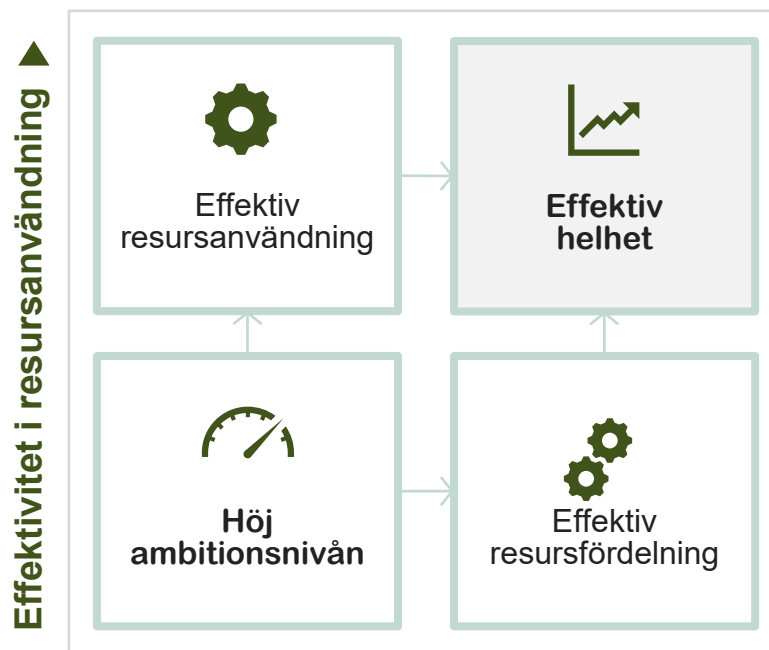 Effektivitet i resursanvändning
Effektiv
resursanvändning
Effektiv
helhet
Höj
ambitionsnivån
Effektiv
resursfördelning